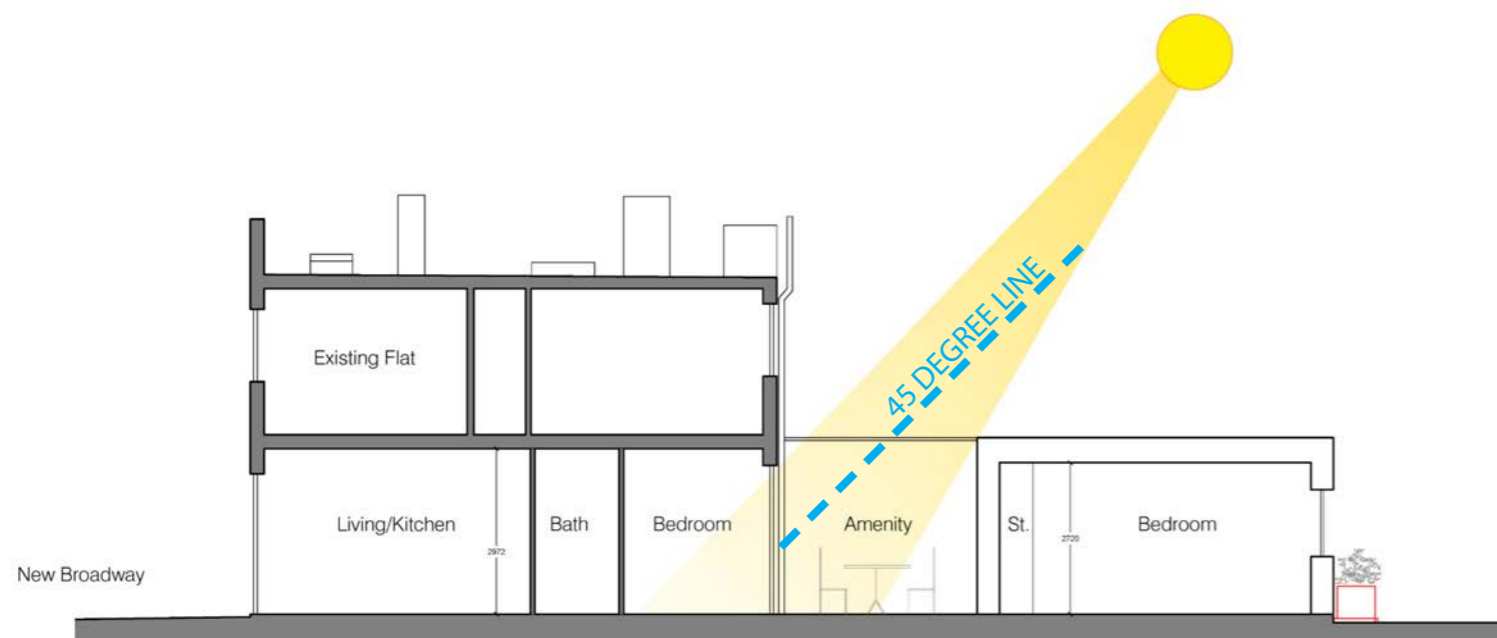 45 DEGREE LINE
Existing Flat
Living/Kitchen
Bath
Bedroom
Amenity
St.
Bedroom
2972
2720
New Broadway